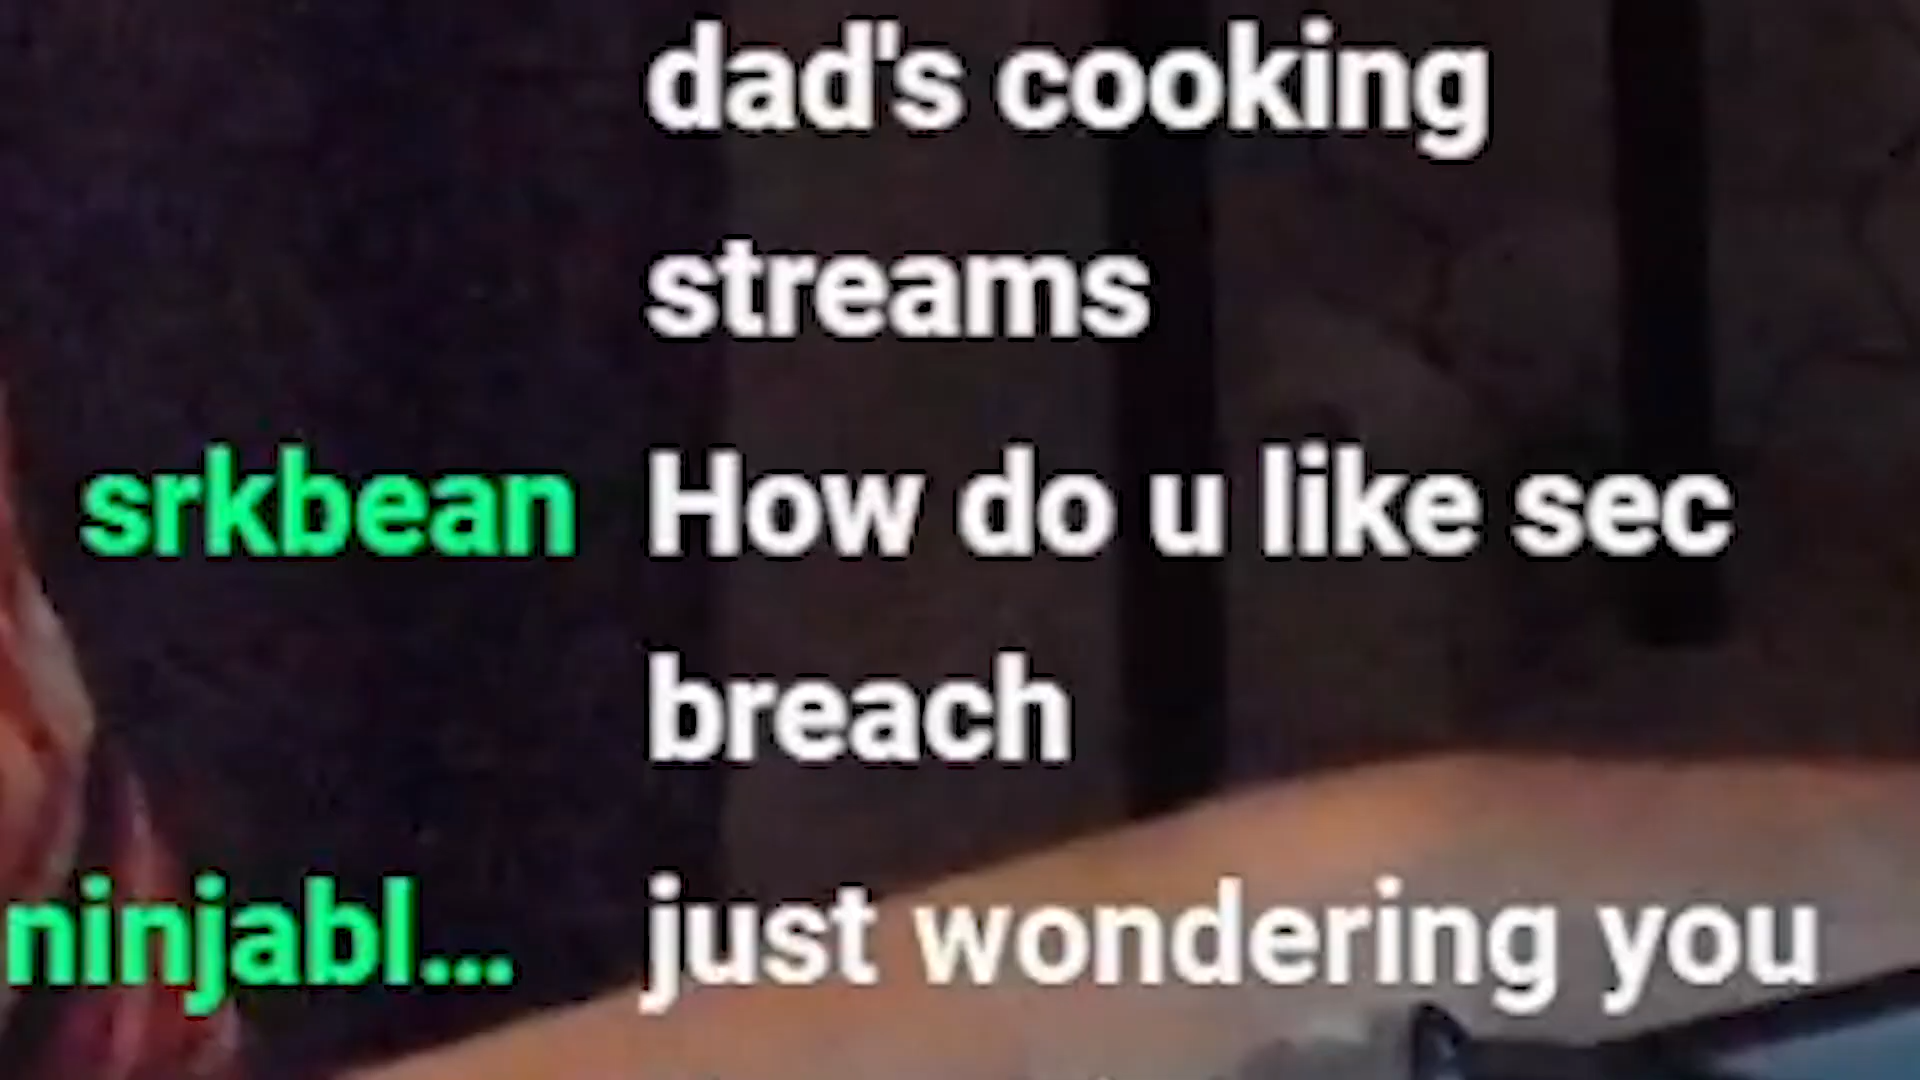 dad's cooking
streams
srkbean How do u like sec
breach
ninjabl... just wondering you